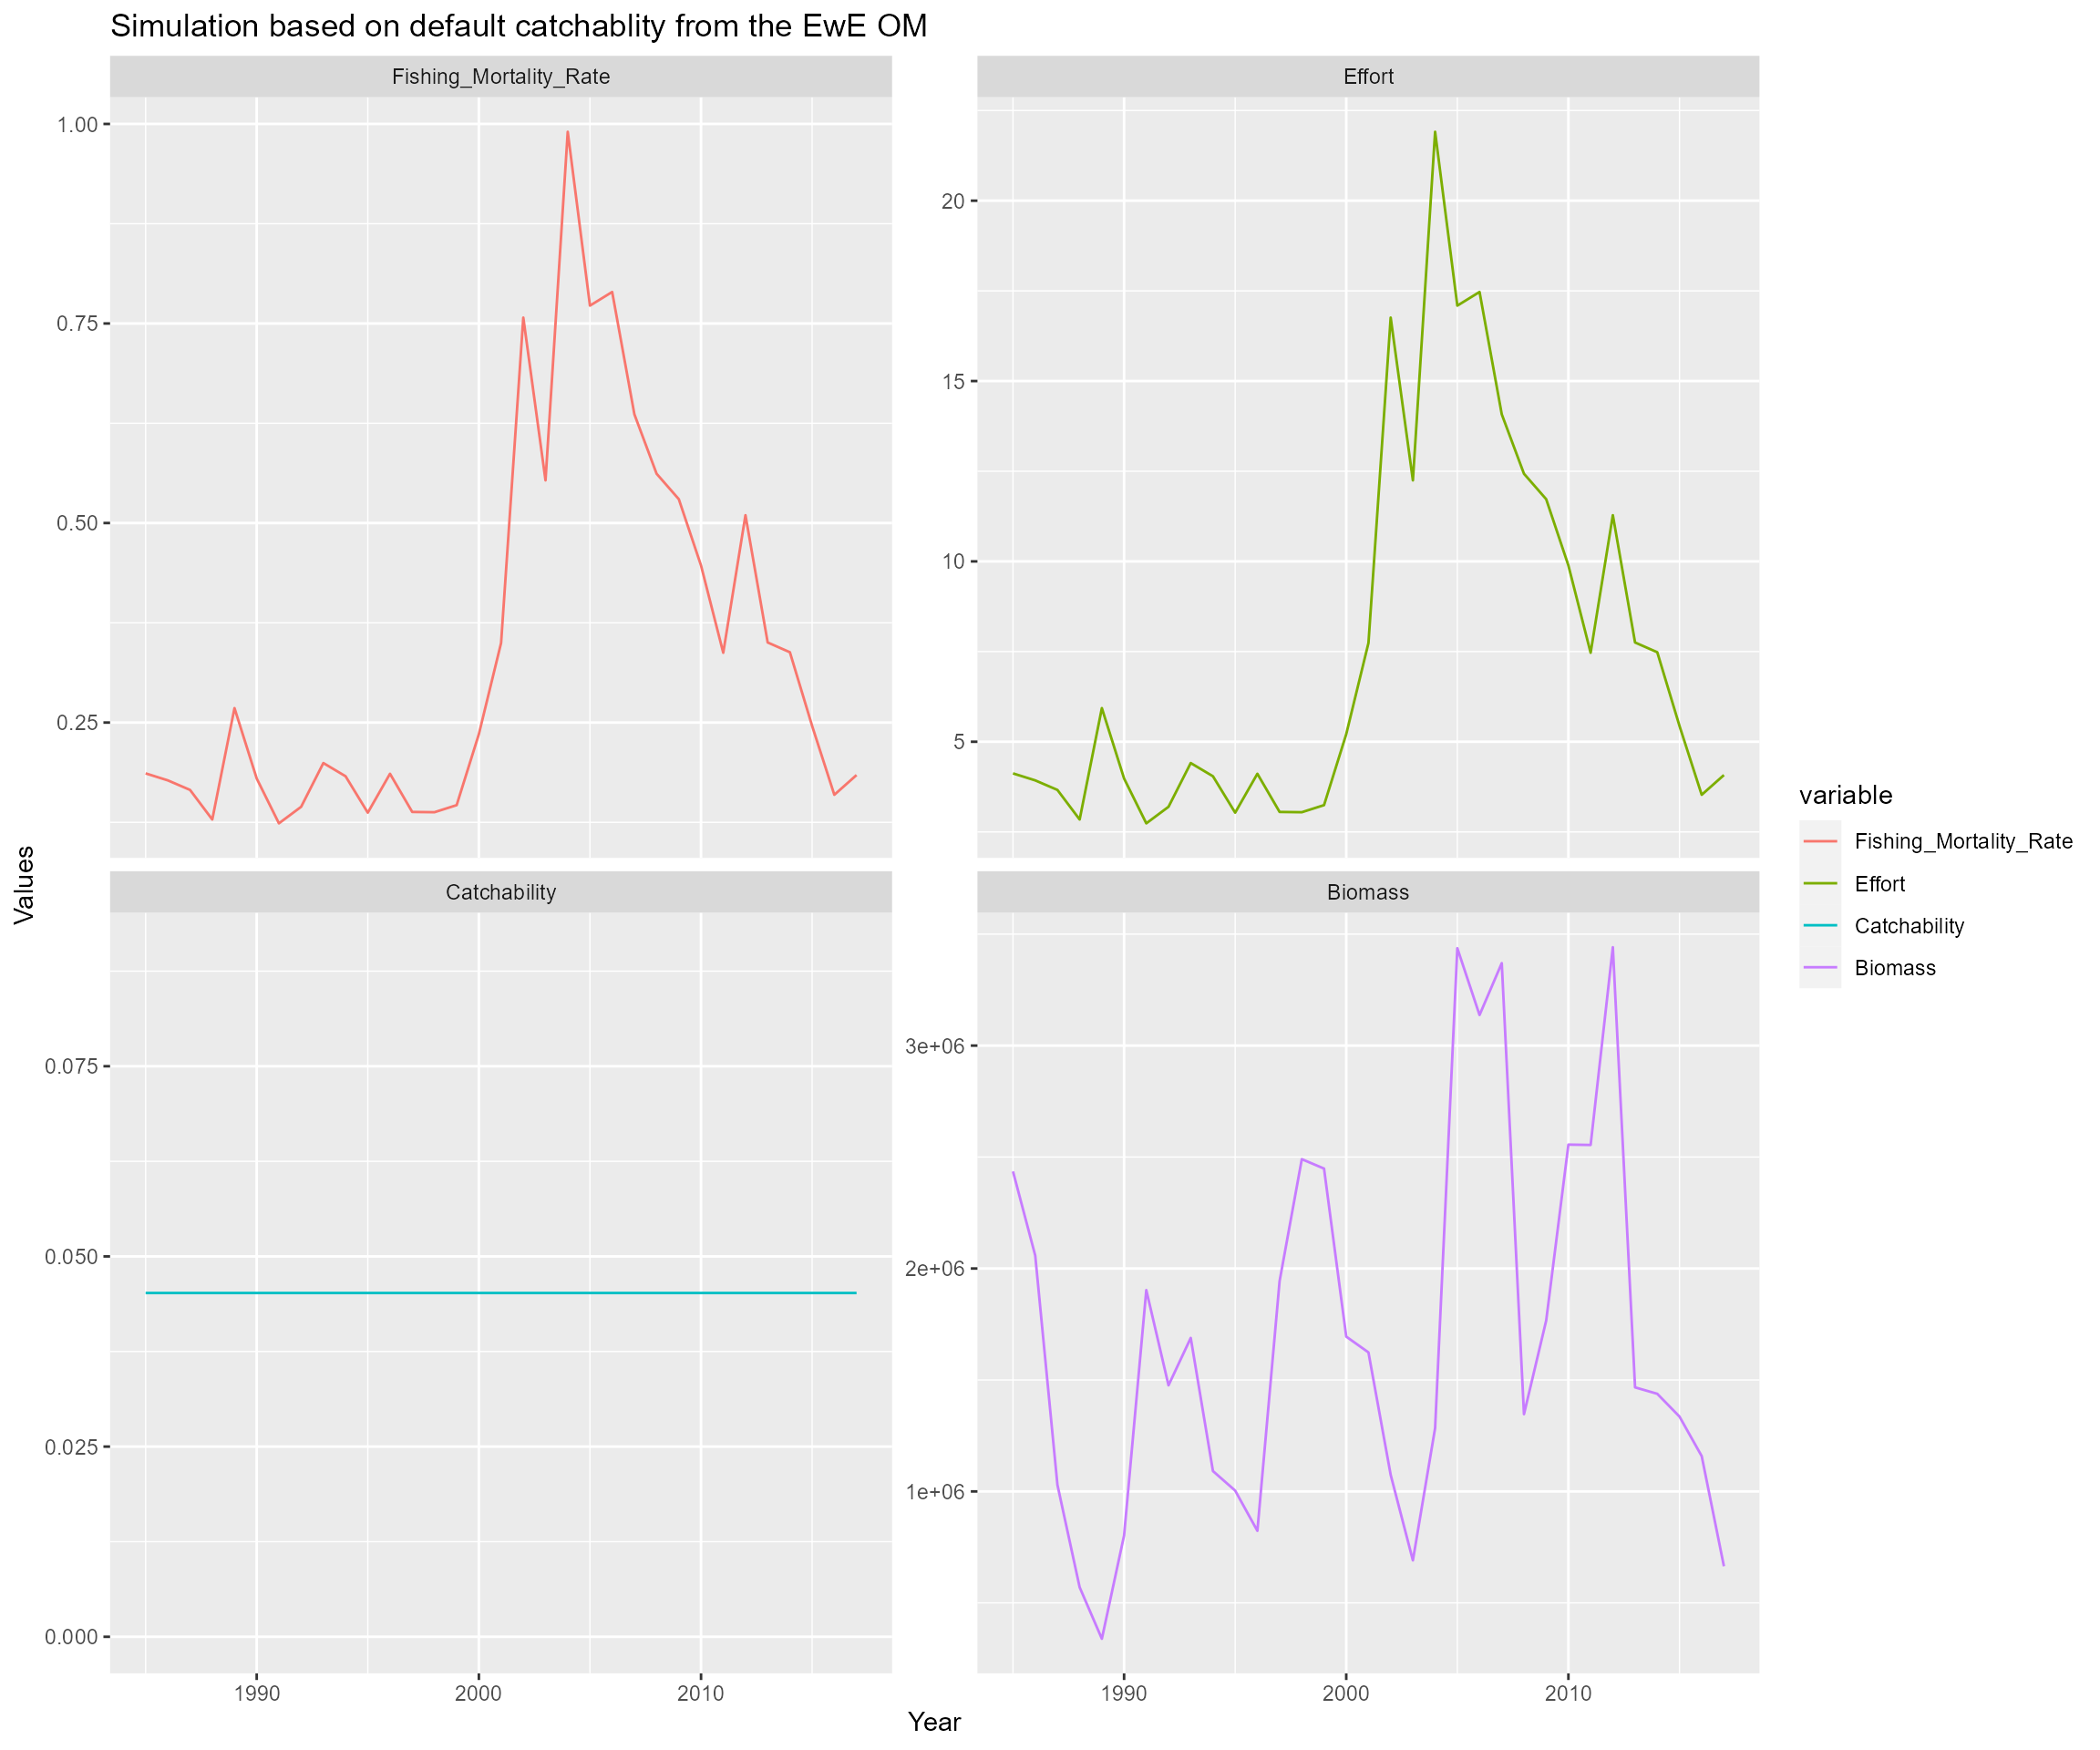 Simulation based on default catchablity from the EwE OM
Fishing_Mortality_Rate
Effort
1.00
0.75
0.50
0.25
20
15
10
5
Values
Catchability
Biomass
0.075
0.050
0.025
0.000
3e+06
2e+06
1e+06
1990
2000
2010
1990
2000
2010
Year
variable
Fishing_Mortality_Rate
Effort
Catchability
Biomass